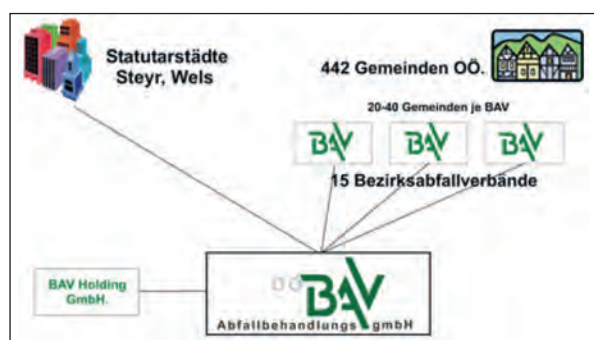 Statutarstädte
Steyr, Wels
442 Gemeinden OÖ.
20-40 Gemeinden je BAV
BAV BAV BAV
15 Bezirksabfallverbände
BAV Holding
GmbH.
OÖ BAV
Abfallbehandlungs gmbH